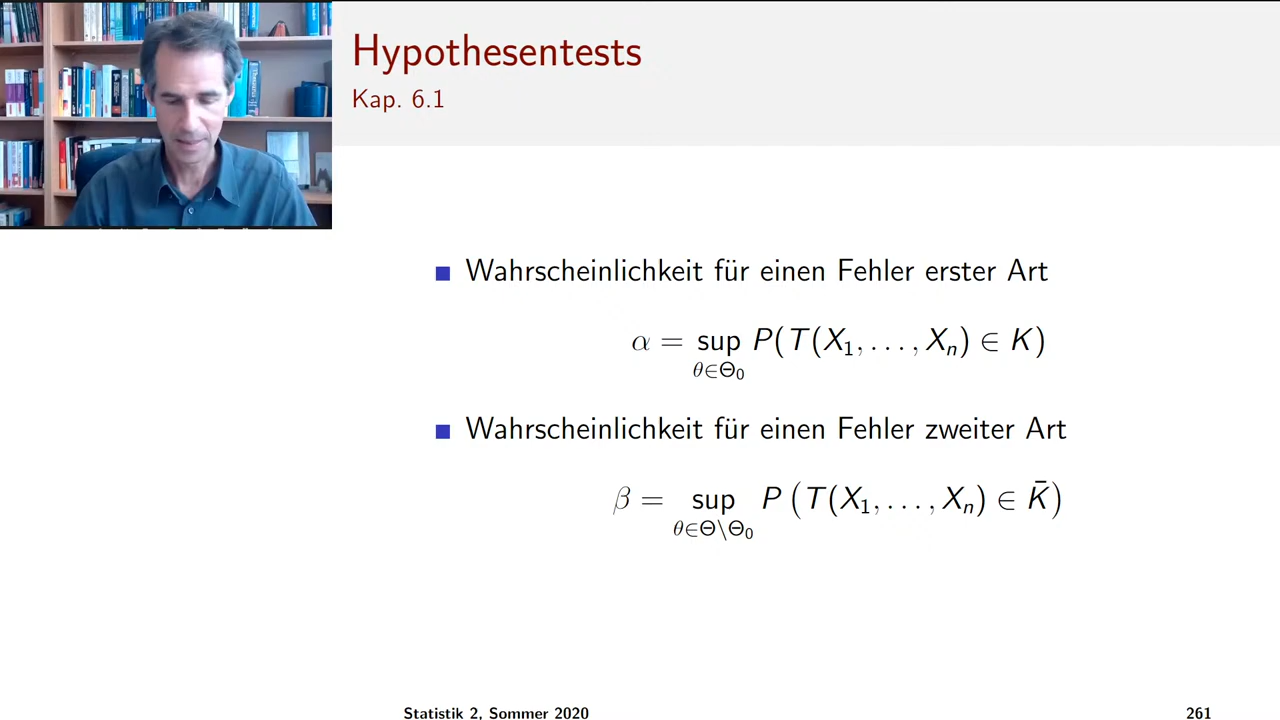 Hypothesentests
Kap. 6.1
Wahrscheinlichkeit für einen Fehler erster Art
α = sup P(T(X₁, . . . , Xₙ) ∈ K)
θ∈Θ₀
Wahrscheinlichkeit für einen Fehler zweiter Art
β = sup P (T(X₁, . . . , Xₙ) ∈ K̄)
θ∈Θ\Θ₀
Statistik 2, Sommer 2020
261